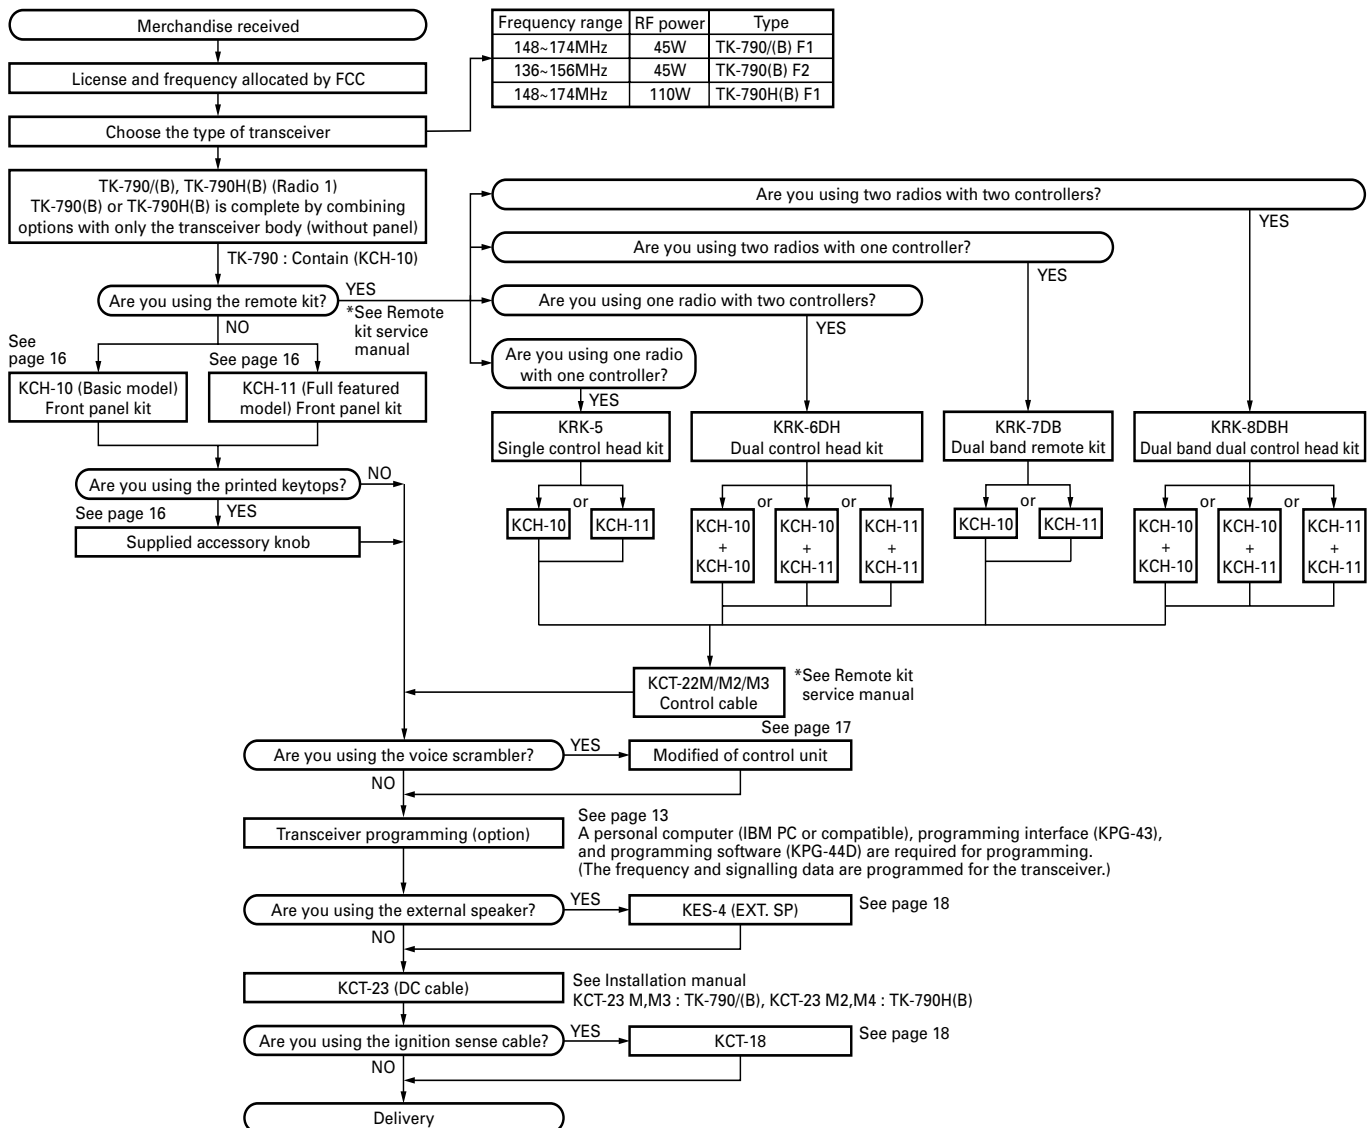 Merchandise received
License and frequency allocated by FCC
Choose the type of transceiver
Frequency range RF power Type
148~174MHz 45W TK-790/(B) F1
136~156MHz 45W TK-790(B) F2
148~174MHz 110W TK-790H(B) F1
TK-790/(B), TK-790H(B) (Radio 1)
TK-790(B) or TK-790H(B) is complete by combining
options with only the transceiver body (without panel)
TK-790 : Contain (KCH-10)
Are you using the remote kit?
YES
*See Remote
kit service
manual
NO
Are you using two radios with two controllers?
YES
Are you using two radios with one controller?
YES
Are you using one radio with two controllers?
YES
Are you using one radio
with one controller?
YES
See
page 16
KCH-10 (Basic model)
Front panel kit
See page 16
KCH-11 (Full featured
model) Front panel kit
KRK-5
Single control head kit
KRK-6DH
Dual control head kit
KRK-7DB
Dual band remote kit
KRK-8DBH
Dual band dual control head kit
Are you using the printed keytops?
NO
See page 16
YES
Supplied accessory knob
KCH-10
or
KCH-11
KCH-10
+
KCH-10
or
KCH-10
+
KCH-11
or
KCH-11
+
KCH-11
KCH-10
or
KCH-11
KCH-10
+
KCH-10
or
KCH-10
+
KCH-11
or
KCH-11
+
KCH-11
KCT-22M/M2/M3
Control cable
*See Remote kit
service manual
Are you using the voice scrambler?
YES
See page 17
Modified of control unit
NO
Transceiver programming (option)
See page 13
A personal computer (IBM PC or compatible), programming interface (KPG-43),
and programming software (KPG-44D) are required for programming.
(The frequency and signalling data are programmed for the transceiver.)
Are you using the external speaker?
YES
KES-4 (EXT. SP)
See page 18
NO
KCT-23 (DC cable)
See Installation manual
KCT-23 M,M3 : TK-790/(B), KCT-23 M2,M4 : TK-790H(B)
Are you using the ignition sense cable?
YES
KCT-18
See page 18
NO
Delivery